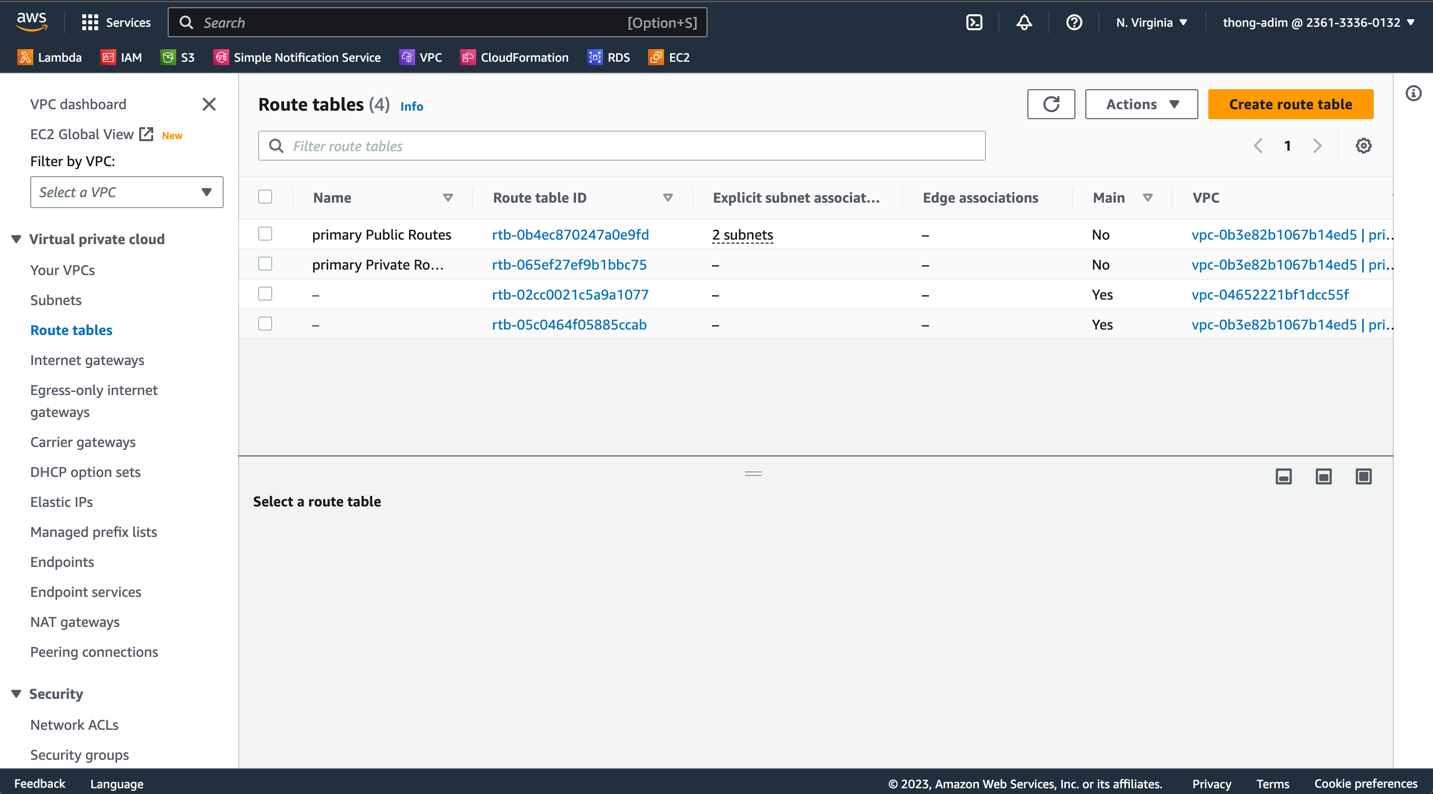 aws
Services
Search
[Option+S]
N. Virginia
thong-adim @ 2361-3336-0132
Lambda
IAM
S3
Simple Notification Service
VPC
CloudFormation
RDS
EC2
VPC dashboard
EC2 Global View
New
Filter by VPC:
Select a VPC
Virtual private cloud
Your VPCs
Subnets
Route tables
Internet gateways
Egress-only internet
gateways
Carrier gateways
DHCP option sets
Elastic IPs
Managed prefix lists
Endpoints
Endpoint services
NAT gateways
Peering connections
Security
Network ACLs
Security groups
Route tables (4) Info
Actions
Create route table
Filter route tables
1
Name Route table ID Explicit subnet associat... Edge associations Main VPC
primary Public Routes rtb-0b4ec870247a0e9fd 2 subnets – No vpc-0b3e82b1067b14ed5 | pri...
primary Private Ro... rtb-065ef27ef9b1bbc75 – – No vpc-0b3e82b1067b14ed5 | pri...
– rtb-02cc0021c5a9a1077 – – Yes vpc-04652221bf1dcc55f
– rtb-05c0464f05885ccab – – Yes vpc-0b3e82b1067b14ed5 | pri...
Select a route table
Feedback
Language
© 2023, Amazon Web Services, Inc. or its affiliates.
Privacy
Terms
Cookie preferences